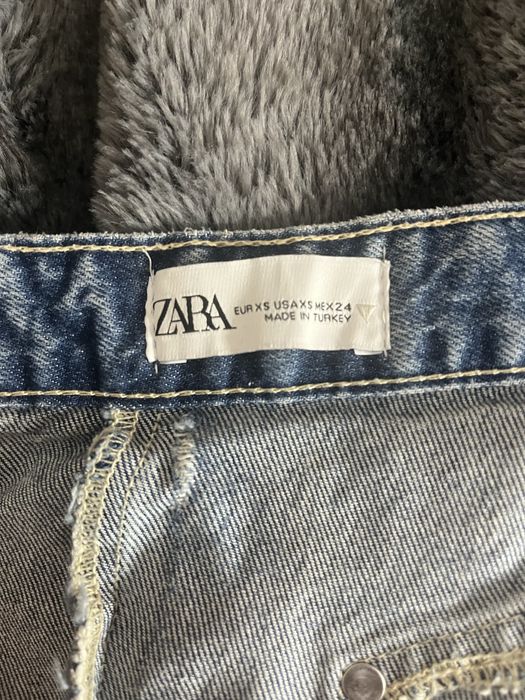 ZARA
EUR XS USA XS MEX 24
MADE IN TURKEY